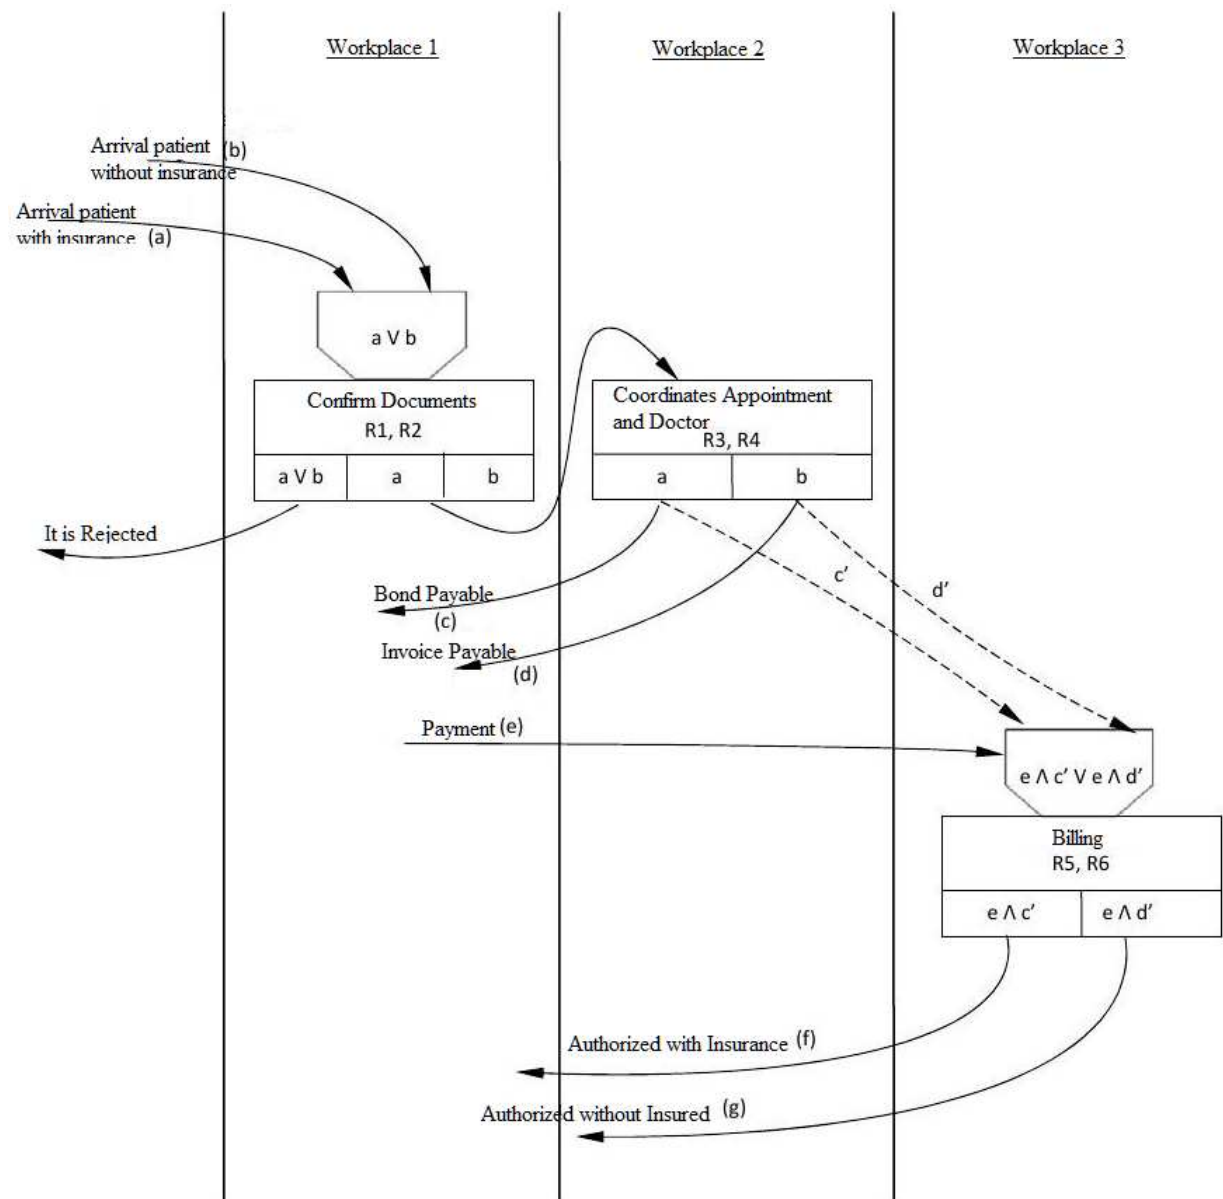 Workplace 1
Workplace 2
Workplace 3
Arrival patient (b)
without insurance
Arrival patient
with insurance (a)
a V b
Confirm Documents
R1, R2
a V b
a
b
Coordinates Appointment
and Doctor
R3, R4
a
b
It is Rejected
c’
d’
Bond Payable
(c)
Invoice Payable
(d)
Payment (e)
e Λ c’ V e Λ d’
Billing
R5, R6
e Λ c’
e Λ d’
Authorized with Insurance (f)
Authorized without Insured (g)